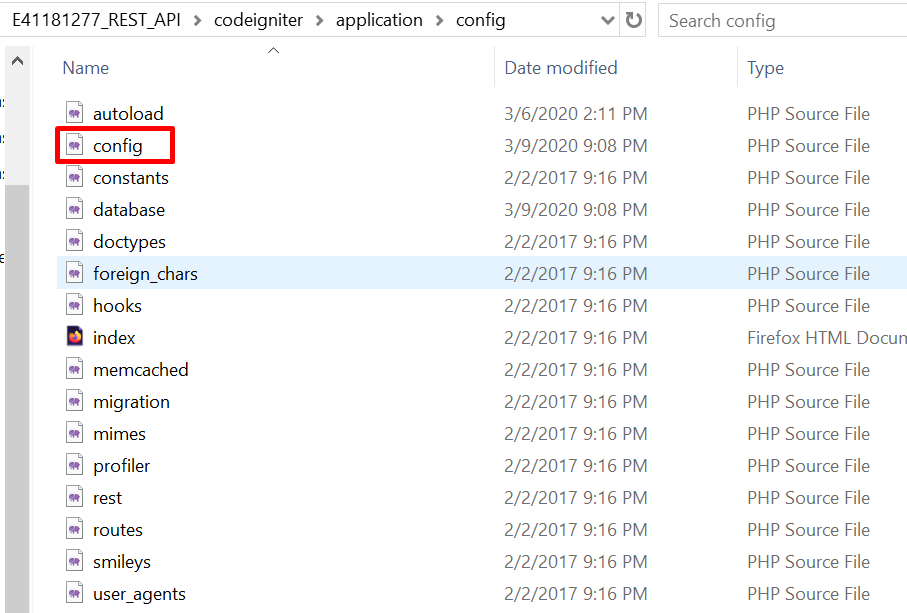 E41181277_REST_API > codeigniter > application > config Search config
Name Date modified Type
autoload 3/6/2020 2:11 PM PHP Source File
config 3/9/2020 9:08 PM PHP Source File
constants 2/2/2017 9:16 PM PHP Source File
database 3/9/2020 9:08 PM PHP Source File
doctypes 2/2/2017 9:16 PM PHP Source File
foreign_chars 2/2/2017 9:16 PM PHP Source File
hooks 2/2/2017 9:16 PM PHP Source File
index 2/2/2017 9:16 PM Firefox HTML Docun
memcached 2/2/2017 9:16 PM PHP Source File
migration 2/2/2017 9:16 PM PHP Source File
mimes 2/2/2017 9:16 PM PHP Source File
profiler 2/2/2017 9:16 PM PHP Source File
rest 2/2/2017 9:16 PM PHP Source File
routes 2/2/2017 9:16 PM PHP Source File
smileys 2/2/2017 9:16 PM PHP Source File
user_agents 2/2/2017 9:16 PM PHP Source File